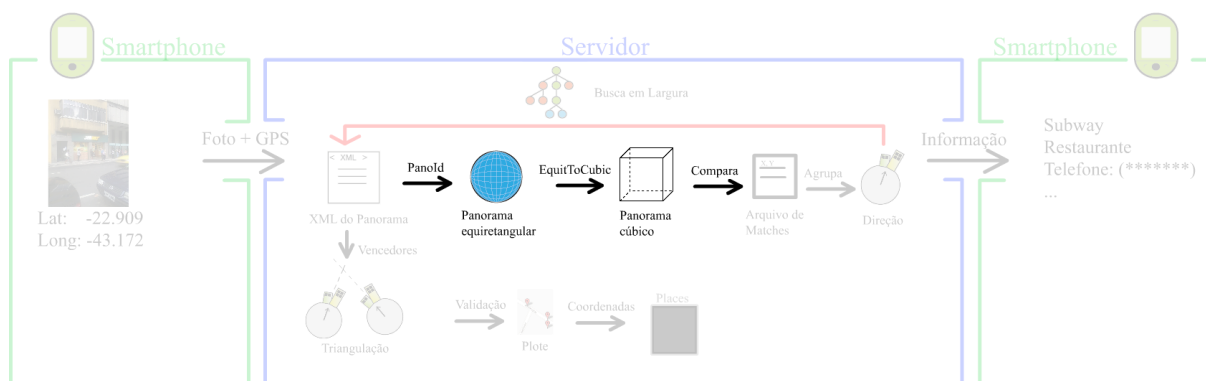 Smartphone
Servidor
Smartphone
Busca em Largura
Foto + GPS
Informação
Subway
Restaurante
Telefone: (*******)
...
< XML >
PanoId
EquitToCubic
Compara
X Y
Agrupa
XML do Panorama
Panorama
equiretangular
Panorama
cúbico
Arquivo de
Matches
Direção
Lat: -22.909
Long: -43.172
Vencedores
Validação
Coordenadas
Places
Triangulação
Plote